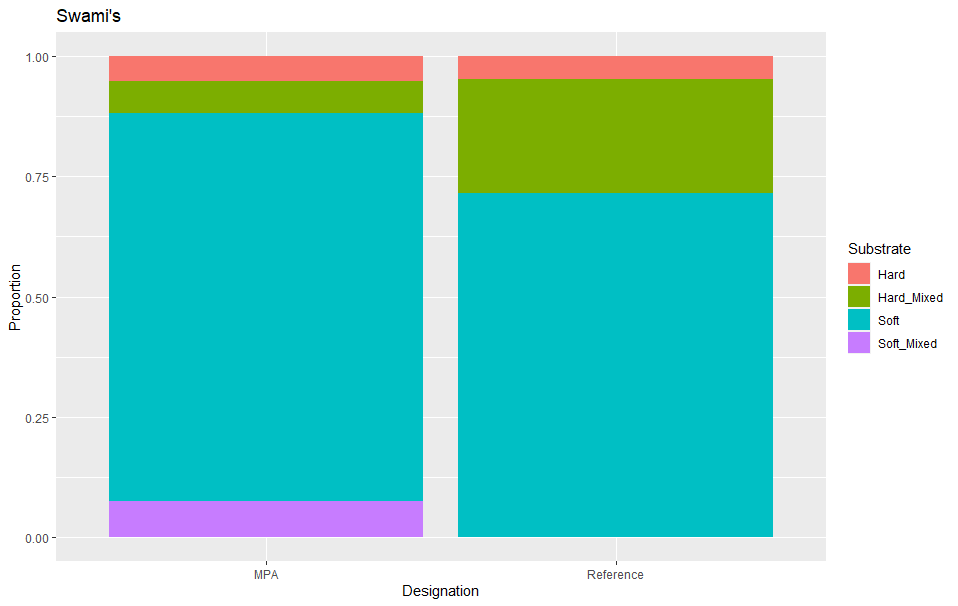 Swami's
1.00
0.75
0.50
0.25
0.00
Proportion
MPA
Reference
Designation
Substrate
Hard
Hard_Mixed
Soft
Soft_Mixed